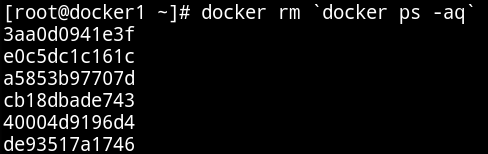 [root@docker1 ~]# docker rm `docker ps -aq`
3aa0d0941e3f
e0c5dc1c161c
a5853b97707d
cb18dbade743
40004d9196d4
de93517a1746